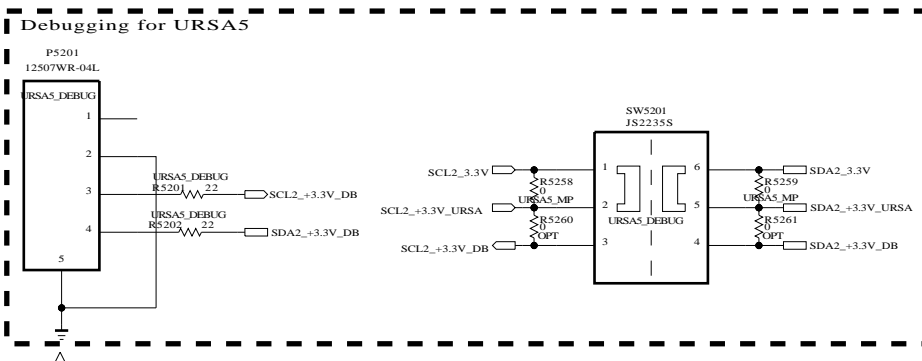 Debugging for URSA5
P5201
12507WR-04L
URSA5_DEBUG
1
2
URSA5_DEBUG
3
R5201
22
SCL2_+3.3V_DB
URSA5_DEBUG
4
R5202
22
SDA2_+3.3V_DB
5
SW5201
JS2235S
SCL2_3.3V
1
6
SDA2_3.3V
R5258
0
URSA5_MP
R5259
0
URSA5_MP
SCL2_+3.3V_URSA
2
5
SDA2_+3.3V_URSA
URSA5_DEBUG
R5260
0
OPT
R5261
0
OPT
SCL2_+3.3V_DB
3
4
SDA2_+3.3V_DB